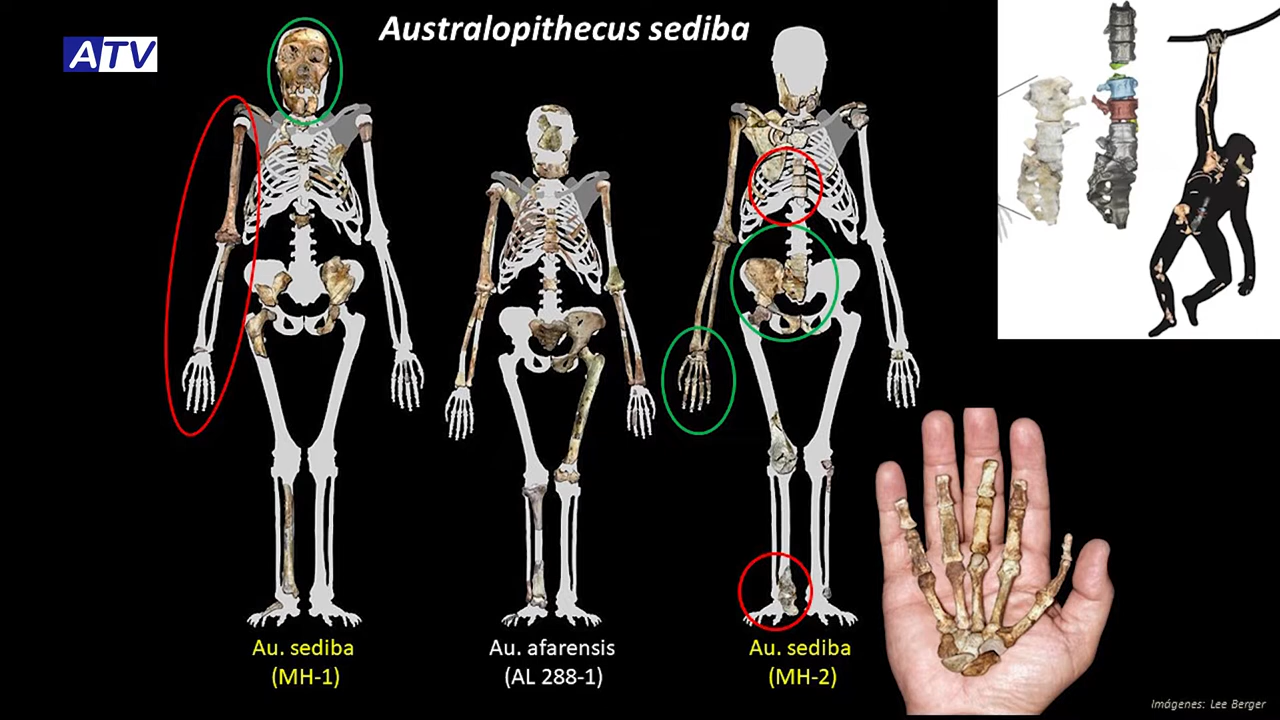 Australopithecus sediba
ATV
Au. sediba
(MH-1)
Au. afarensis
(AL 288-1)
Au. sediba
(MH-2)
Imágenes: Lee Berger